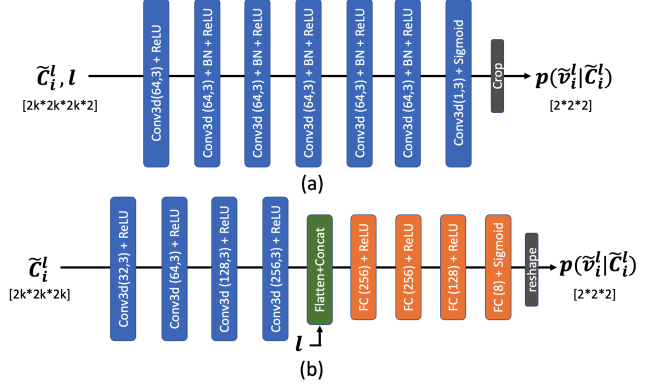 C̃ᵢˡ, l
[2k*2k*2k*2]
Conv3d(64,3) + ReLU
Conv3d (64,3) + BN + ReLU
Conv3d (64,3) + BN + ReLU
Conv3d (64,3) + BN + ReLU
Conv3d (64,3) + BN + ReLU
Conv3d (64,3) + BN + ReLU
Conv3d(1,3) + Sigmoid
Crop
p(ṽᵢˡ|C̃ᵢˡ)
[2*2*2]
(a)
C̃ᵢˡ
[2k*2k*2k]
Conv3d(32,3) + ReLU
Conv3d (64,3) + ReLU
Conv3d (128,3) + ReLU
Conv3d (256,3) + ReLU
Flatten+Concat
FC (256) + ReLU
FC (256) + ReLU
FC (128) + ReLU
FC (8) + Sigmoid
reshape
p(ṽᵢˡ|C̃ᵢˡ)
[2*2*2]
l
(b)